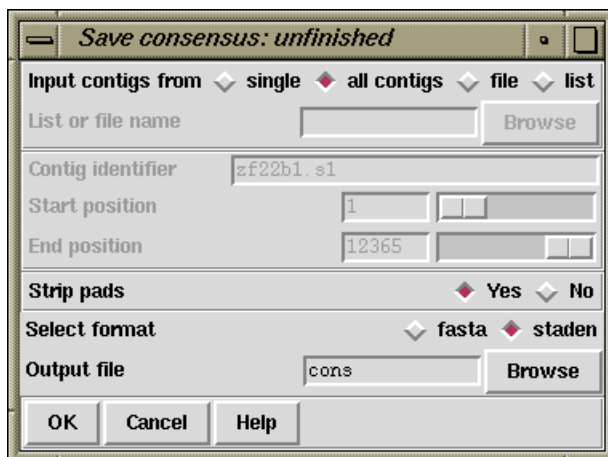 Save consensus: unfinished
Input contigs from single all contigs file list
List or file name Browse
Contig identifier zf22b1.s1
Start position 1
End position 12365
Strip pads Yes No
Select format fasta staden
Output file cons Browse
OK Cancel Help